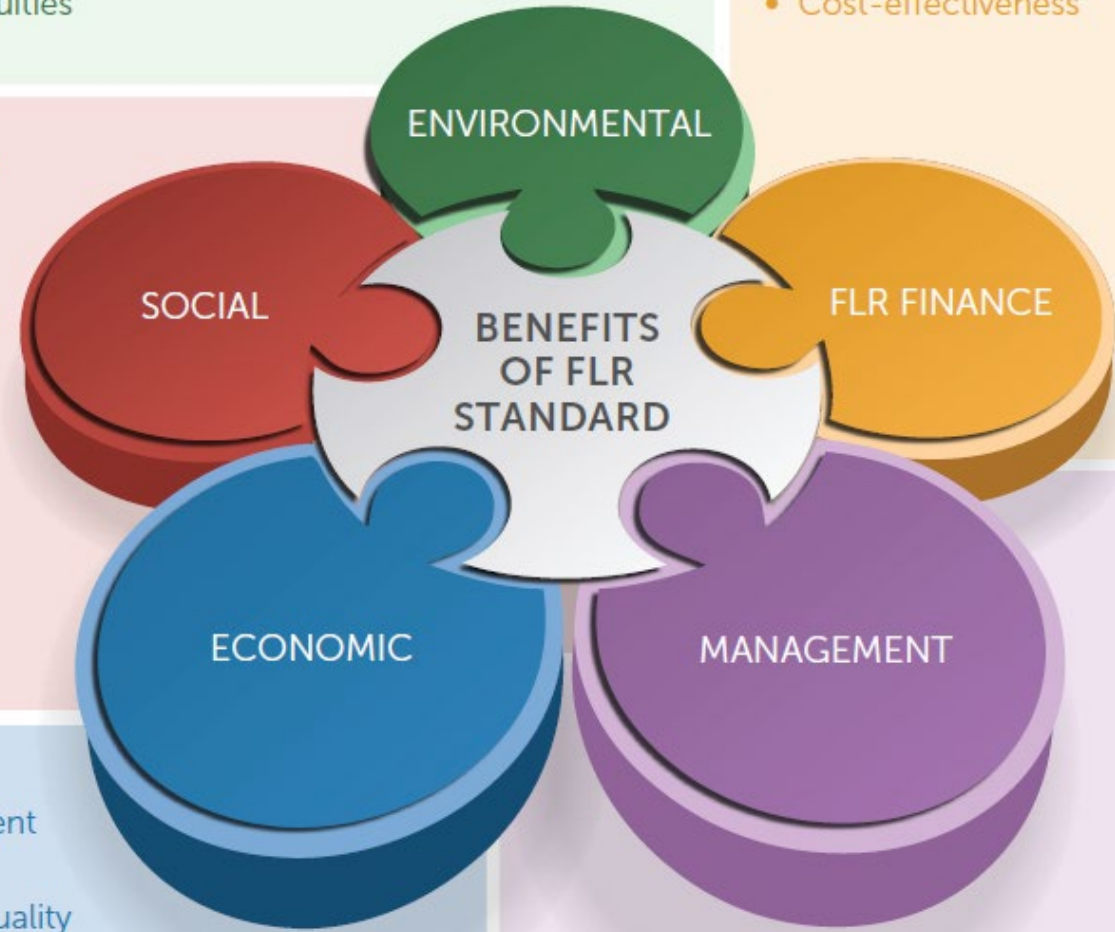 • Cost-effectiveness
ENVIRONMENTAL
SOCIAL
FLR FINANCE
BENEFITS
OF FLR
STANDARD
ECONOMIC
MANAGEMENT